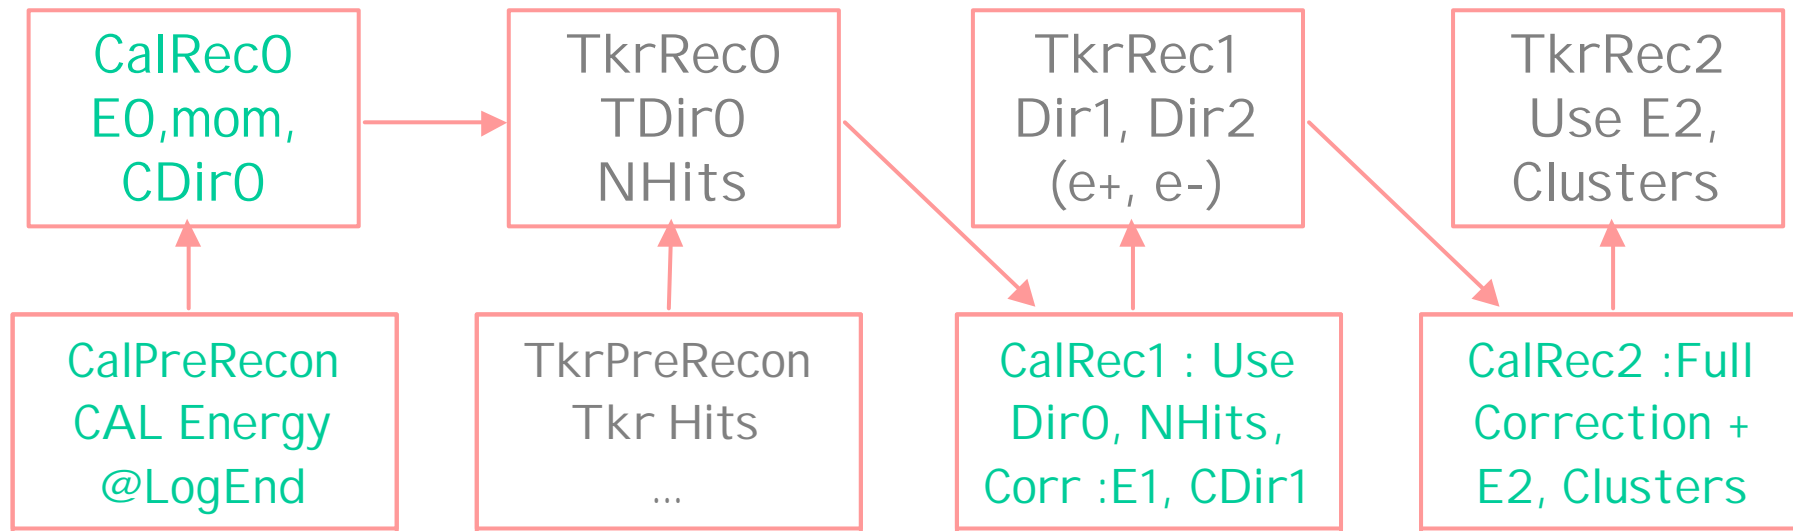 CalRec0
E0,mom,
CDir0
TkrRec0
TDir0
NHits
TkrRec1
Dir1, Dir2
(e+, e-)
TkrRec2
Use E2,
Clusters
CalPreRecon
CAL Energy
@LogEnd
TkrPreRecon
Tkr Hits
...
CalRec1 : Use
Dir0, NHits,
Corr :E1, CDir1
CalRec2 :Full
Correction +
E2, Clusters